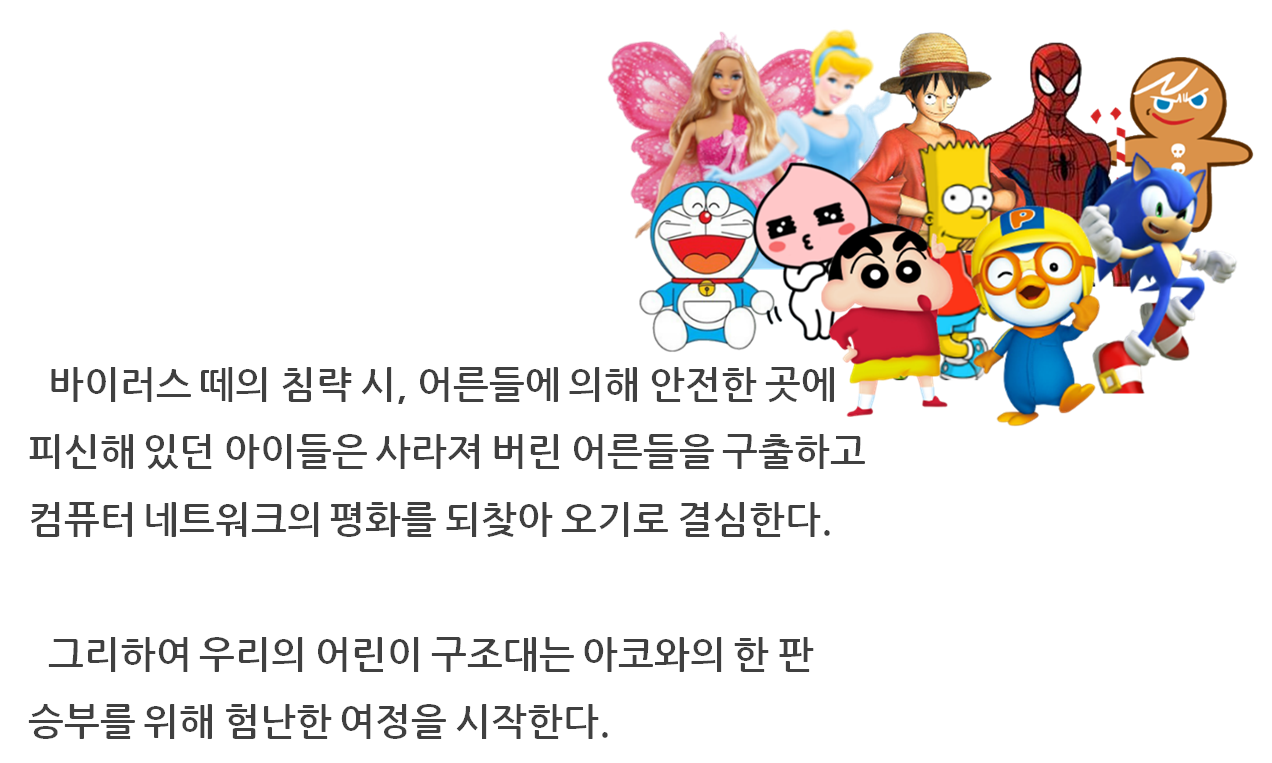 P
바이러스 떼의 침략 시, 어른들에 의해 안전한 곳에
피신해 있던 아이들은 사라져 버린 어른들을 구출하고
컴퓨터 네트워크의 평화를 되찾아 오기로 결심한다.
그리하여 우리의 어린이 구조대는 아코와의 한 판
승부를 위해 험난한 여정을 시작한다.